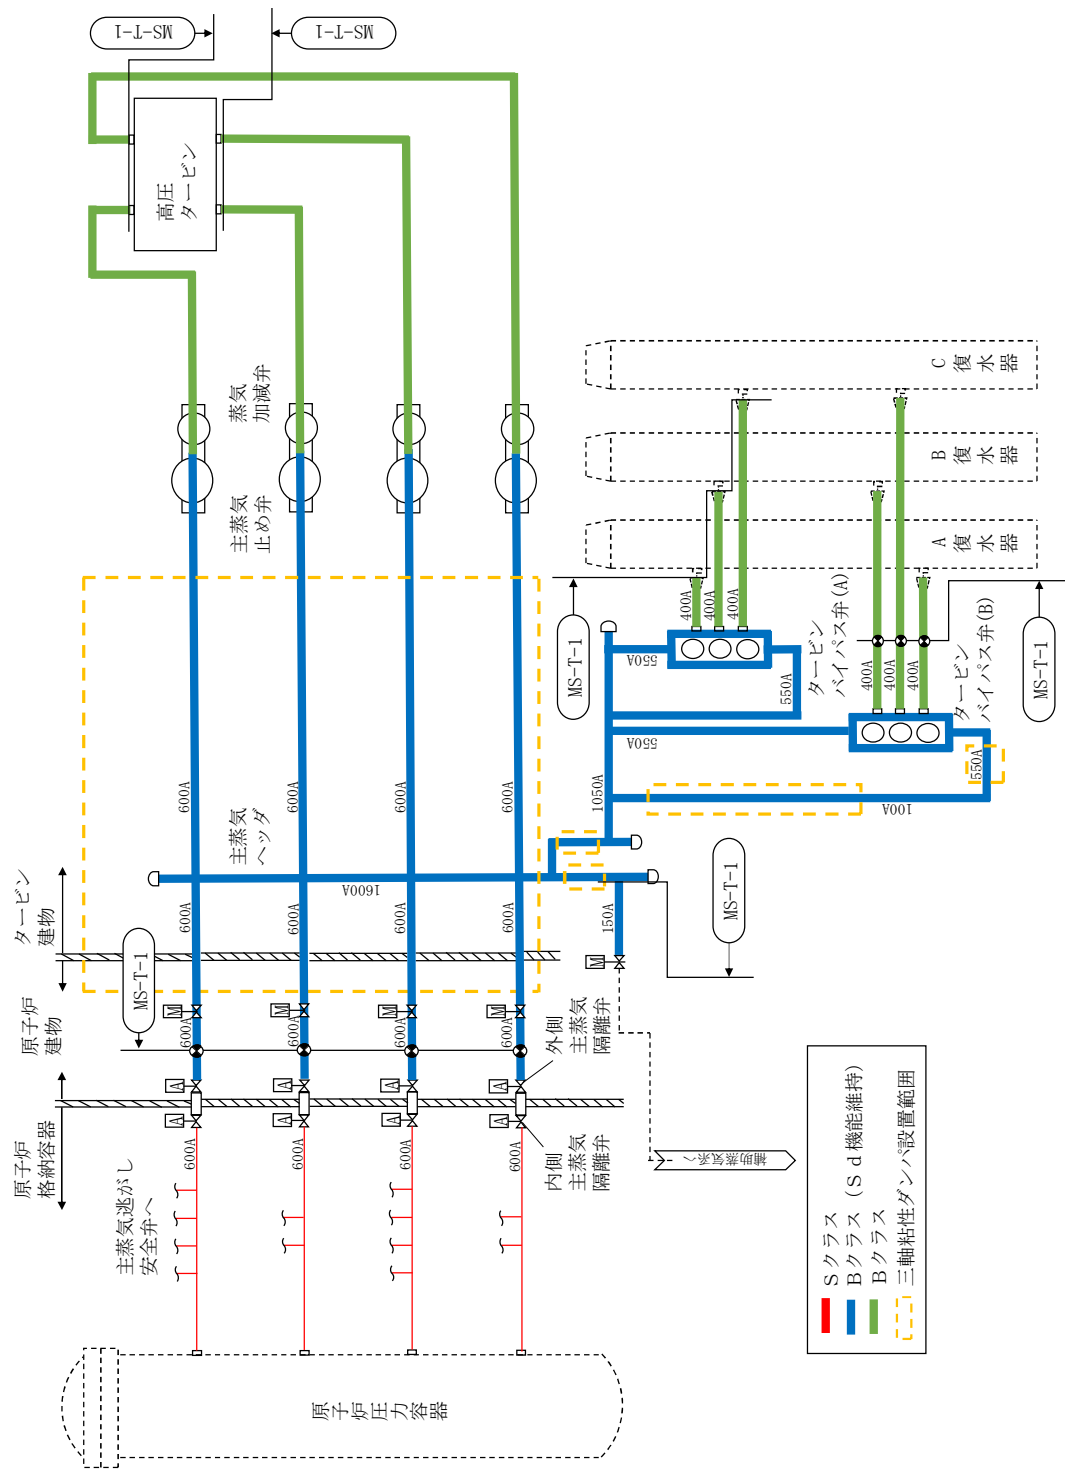 原子炉圧力容器
主蒸気逃がし
安全弁へ
原子炉
格納容器
原子炉
建物
タービン
建物
600A
600A
600A
A
A
A
A
A
A
A
A
内側
主蒸気
隔離弁
外側
主蒸気
隔離弁
MS-T-1
600A
600A
600A
600A
M
M
M
M
600A
600A
600A
600A
1600A
主蒸気
ヘッダ
600A
600A
600A
600A
主蒸気
止め弁
蒸気
加減弁
高圧
タービン
MS-T-1
MS-T-1
M
150A
補助蒸気系へ
MS-T-1
1050A
100A
550A
550A
550A
550A
タービン
バイパス弁(A)
タービン
バイパス弁(B)
400A
400A
400A
400A
400A
400A
MS-T-1
MS-T-1
A
復水器
B
復水器
C
復水器
Sクラス
Bクラス(Sd機能維持)
Bクラス
三軸粘性ダンパ設置範囲